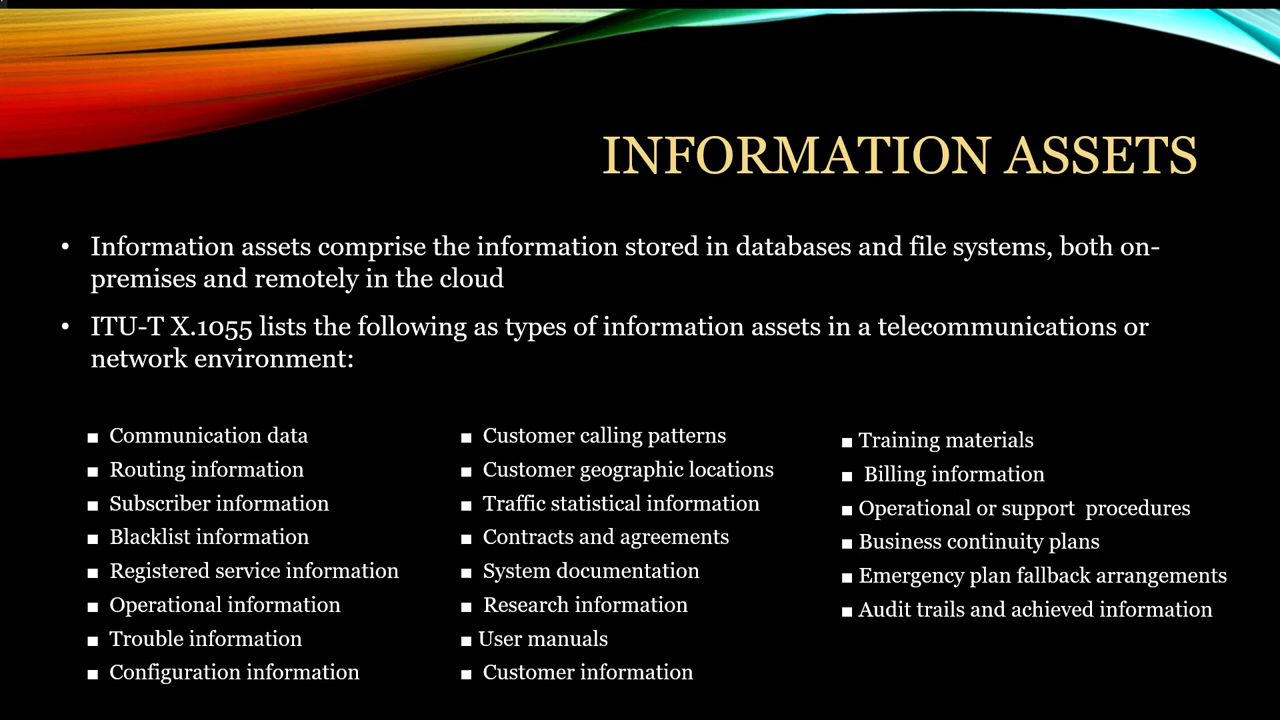 INFORMATION ASSETS
• Information assets comprise the information stored in databases and file systems, both on-
premises and remotely in the cloud
• ITU-T X.1055 lists the following as types of information assets in a telecommunications or
network environment:
■ Communication data
■ Routing information
■ Subscriber information
■ Blacklist information
■ Registered service information
■ Operational information
■ Trouble information
■ Configuration information
■ Customer calling patterns
■ Customer geographic locations
■ Traffic statistical information
■ Contracts and agreements
■ System documentation
■ Research information
■ User manuals
■ Customer information
■ Training materials
■ Billing information
■ Operational or support procedures
■ Business continuity plans
■ Emergency plan fallback arrangements
■ Audit trails and achieved information